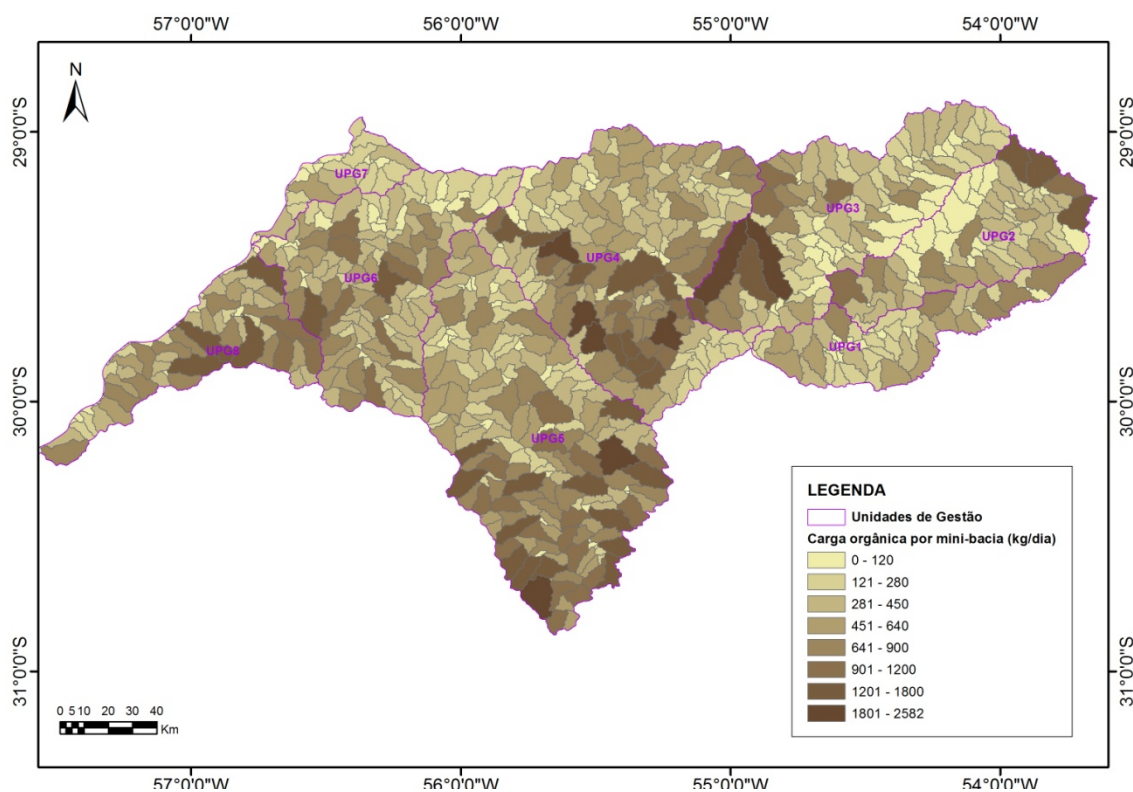 57°0'0"W 56°0'0"W 55°0'0"W 54°0'0"W
N
29°0'0"S 29°0'0"S
UPG7
UPG3
UPG2
UPG4
UPG6
UPG8
UPG1
30°0'0"S 30°0'0"S
UPG5
LEGENDA
Unidades de Gestão
Carga orgânica por mini-bacia (kg/dia)
0 - 120
121 - 280
281 - 450
451 - 640
641 - 900
901 - 1200
1201 - 1800
1801 - 2582
31°0'0"S 31°0'0"S
0 5 10 20 30 40
Km
57°0'0"W 56°0'0"W 55°0'0"W 54°0'0"W